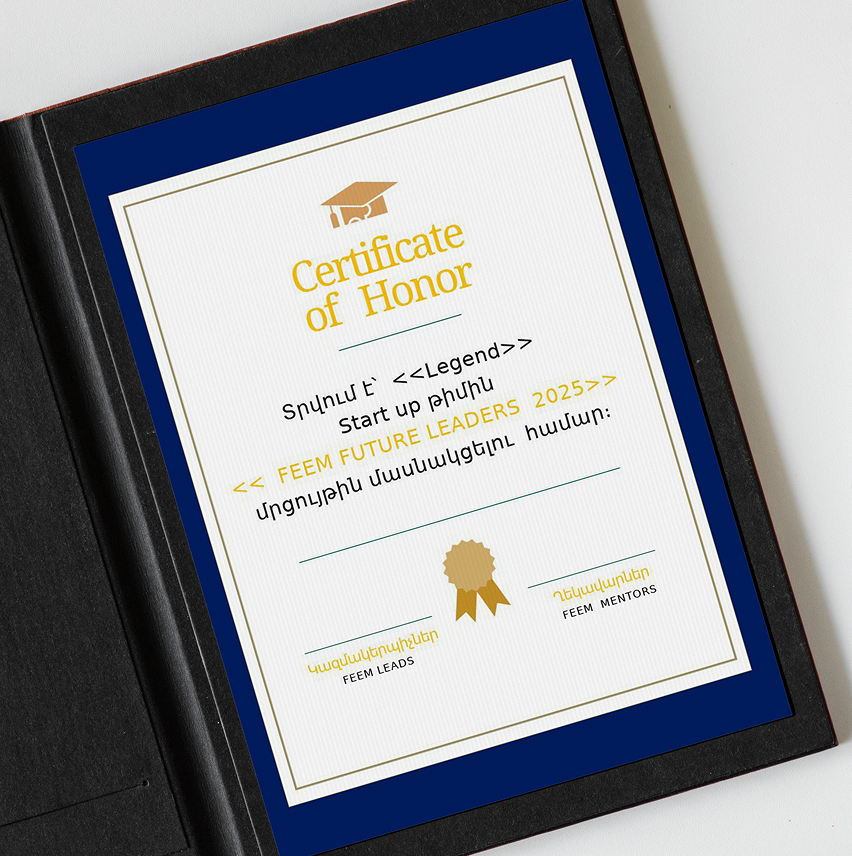 Certificate
of Honor
Տրվում է՝ <<Legend>>
Start up թիմին
<< FEEM FUTURE LEADERS 2025>>
մրցույթին մասնակցելու համար։
Կազմակերպիչներ
FEEM LEADS
Ղեկավարներ
FEEM MENTORS